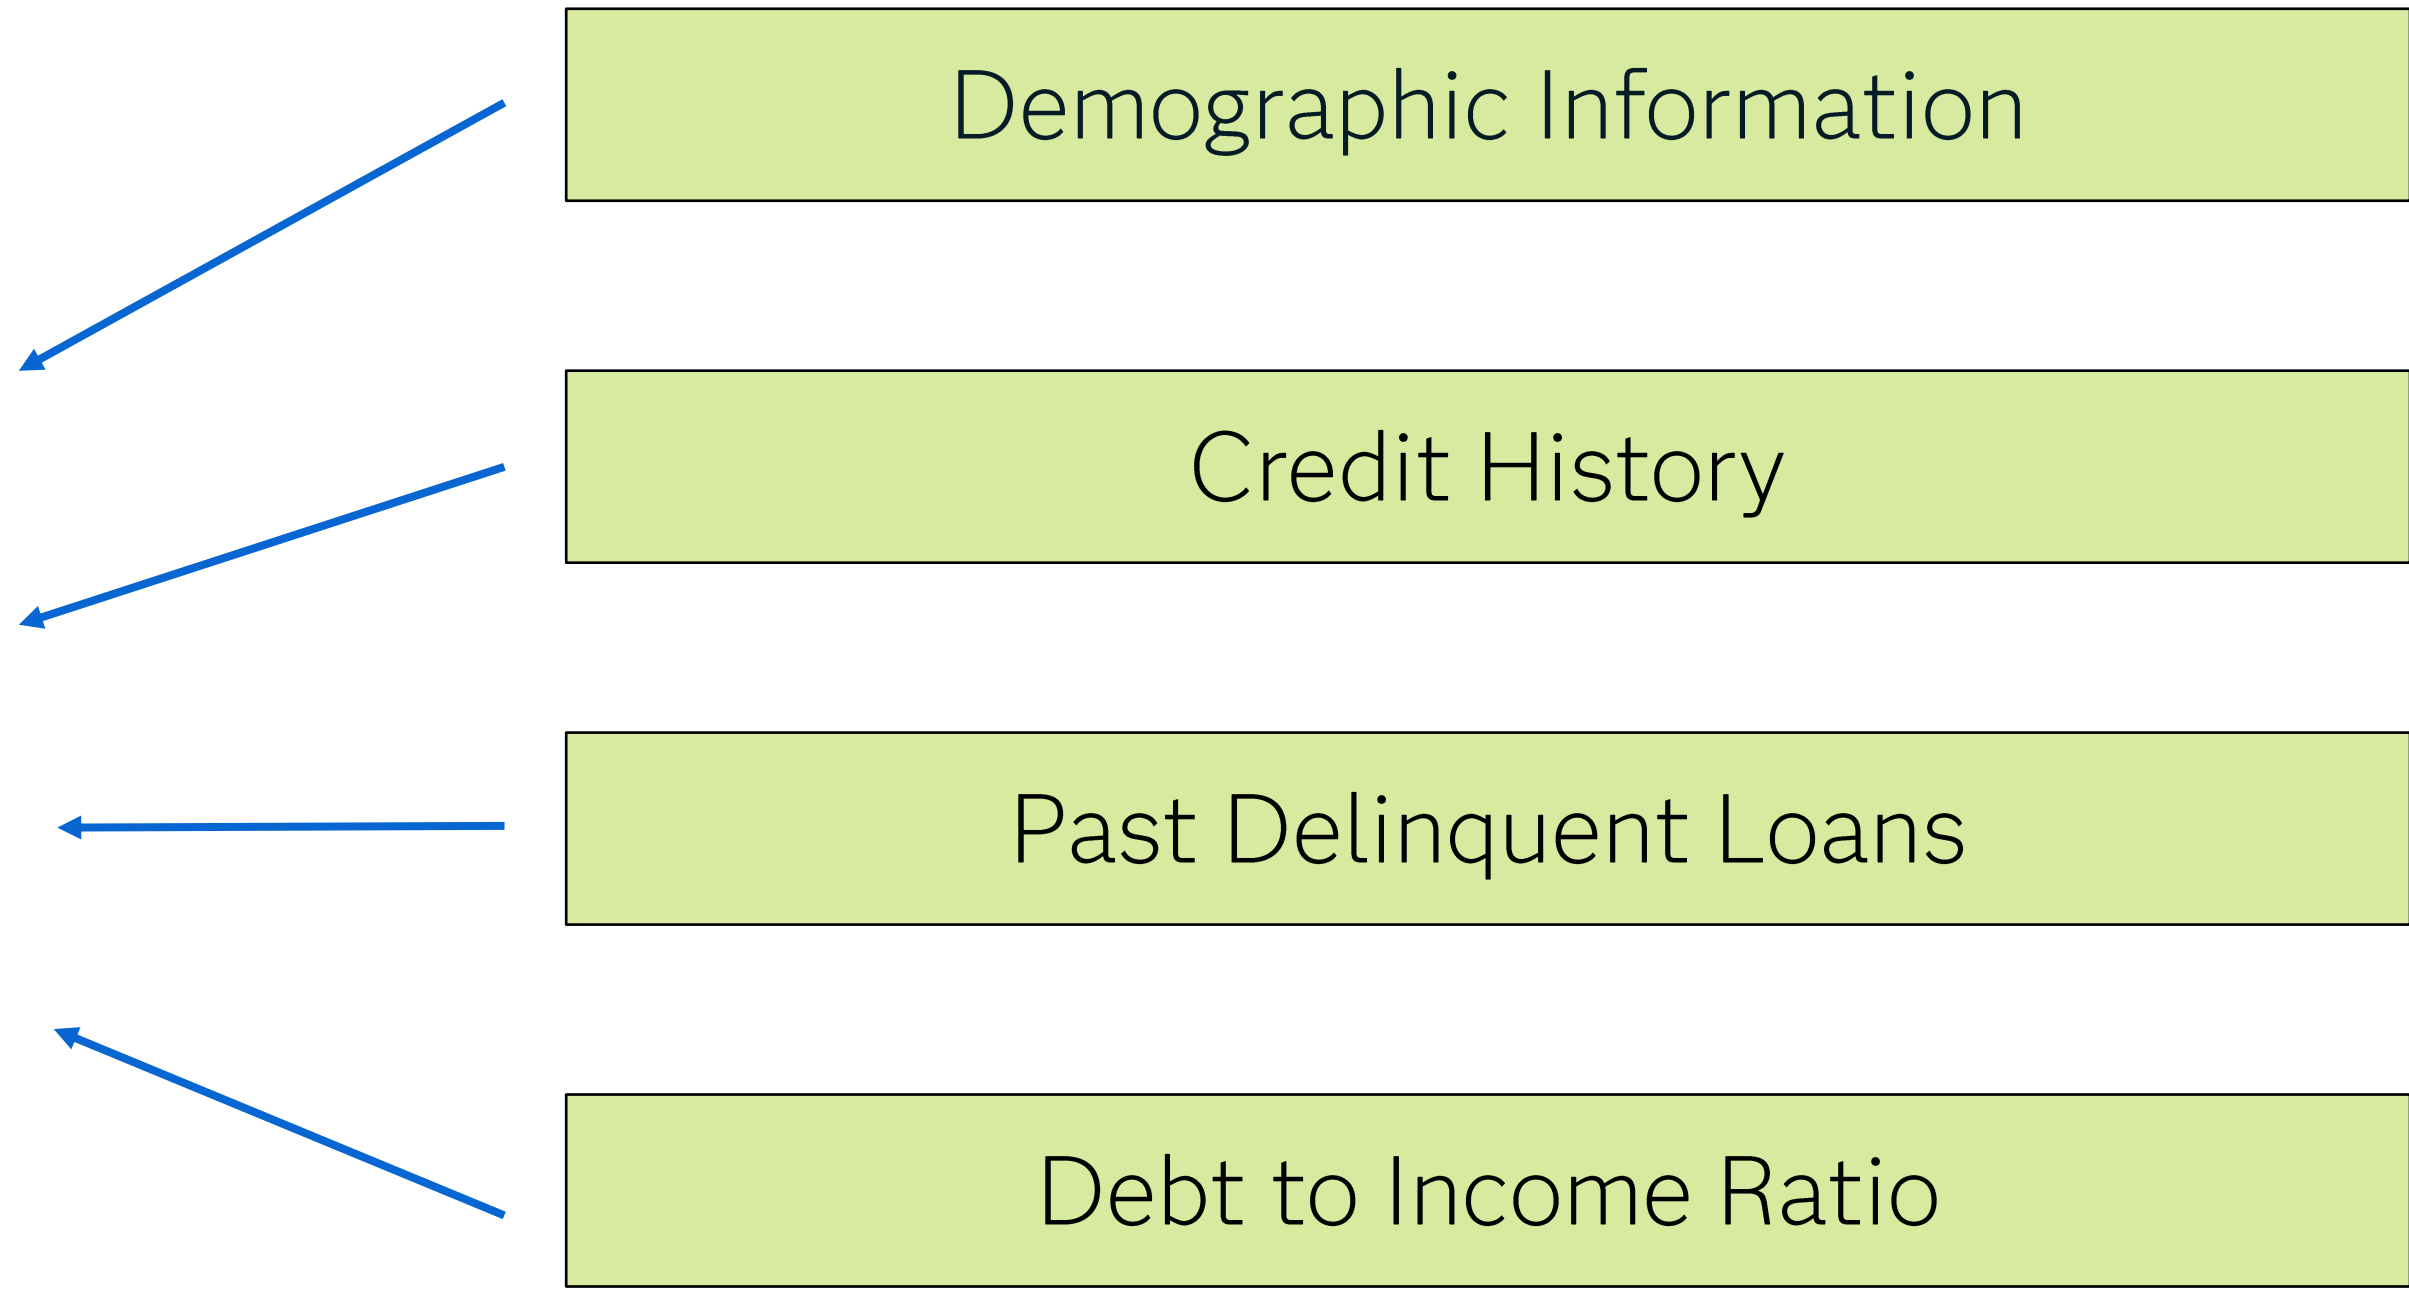 Demographic Information
Credit History
Past Delinquent Loans
Debt to Income Ratio